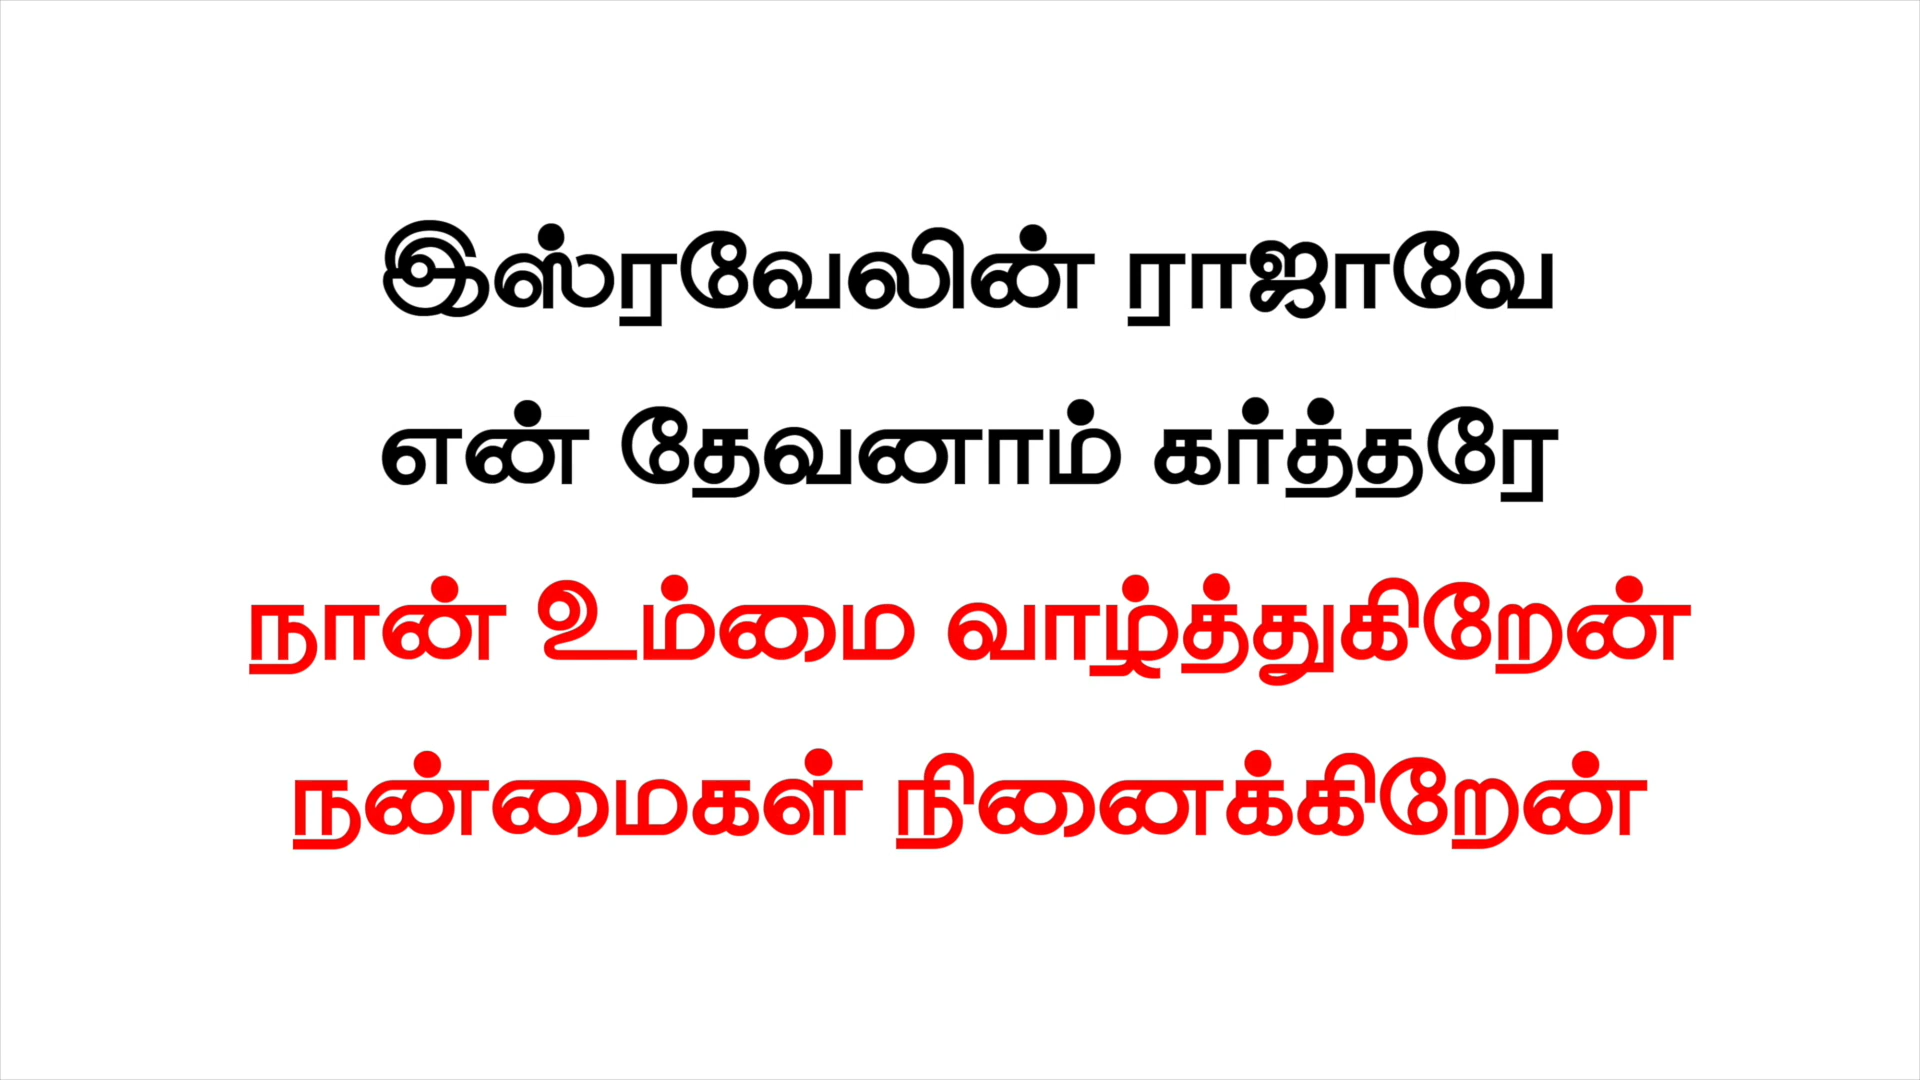 இஸ்ரவேலின் ராஜாவே
என் தேவனாம் கர்த்தரே
நான் உம்மை வாழ்த்துகிறேன்
நன்மைகள் நினைக்கிறேன்